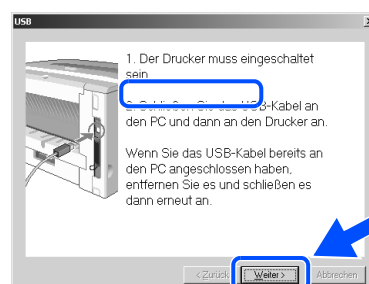 USB
1. Der Drucker muss eingeschaltet
sein
2. Schließen Sie das USB-Kabel an
den PC und dann an den Drucker an.
Wenn Sie das USB-Kabel bereits an
den PC angeschlossen haben,
entfernen Sie es und schließen es
dann erneut an.
<Zurück
Weiter>
Abbrechen